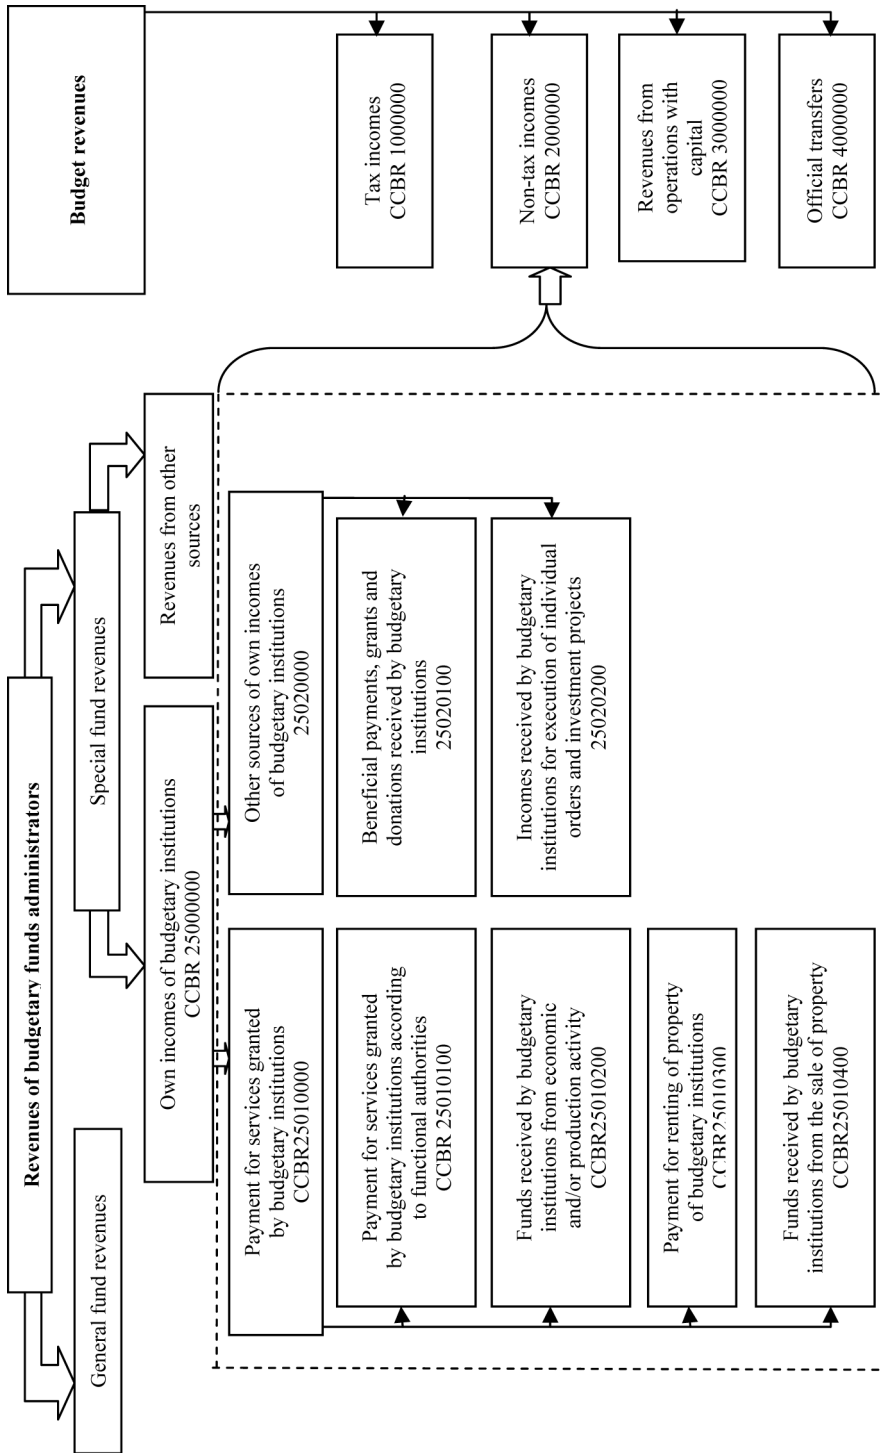 Revenues of budgetary funds administrators
Budget revenues
General fund revenues
Special fund revenues
Own incomes of budgetary institutions
CCBR 25000000
Revenues from other
sources
Payment for services granted
by budgetary institutions
CCBR25010000
Other sources of own incomes
of budgetary institutions
25020000
Payment for services granted
by budgetary institutions according
to functional authorities
CCBR 25010100
Beneficial payments, grants and
donations received by budgetary
institutions
25020100
Funds received by budgetary
institutions from economic
and/or production activity
CCBR25010200
Incomes received by budgetary
institutions for execution of individual
orders and investment projects
25020200
Payment for renting of property
of budgetary institutions
CCBR25010300
Funds received by budgetary
institutions from the sale of property
CCBR25010400
Tax incomes
CCBR 1000000
Non-tax incomes
CCBR 2000000
Revenues from
operations with
capital
CCBR 3000000
Official transfers
CCBR 4000000